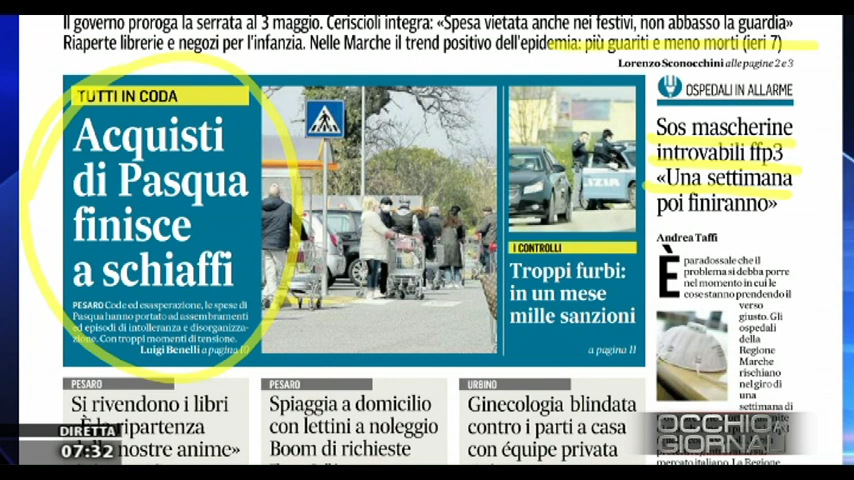 Il governo proroga la serrata al 3 maggio. Ceriscioli integra: «Spesa vietata anche nei festivi, non abbasso la guardia»
Riaperte librerie e negozi per l'infanzia. Nelle Marche il trend positivo dell'epidemia: più guariti e meno morti (ieri 7)
Lorenzo Sconocchini alle pagine 2 e 3
TUTTI IN CODA
Acquisti
di Pasqua
finisce
a schiaffi
PESARO Code ed esasperazione, le spese di
Pasqua hanno portato ad assembramenti
ed episodi di intolleranza e disorganizza-
zione. Con troppi momenti di tensione.
Luigi Benelli a pagina 10
POLIZIA
I CONTROLLI
Troppi furbi:
in un mese
mille sanzioni
a pagina 11
OSPEDALI IN ALLARME
Sos mascherine
introvabili ffp3
«Una settimana
poi finiranno»
Andrea Taffi
È paradossale che il
problema si debba porre
nel momento in cui le
cose stanno prendendo il
verso
giusto. Gli
ospedali
della
Regione
Marche
rischiano
nel giro di
una
settimana di
mercato italiano. La Regione
PESARO
Si rivendono i libri
«È la ripartenza
delle nostre anime»
PESARO
Spiaggia a domicilio
con lettini a noleggio
Boom di richieste
URBINO
Ginecologia blindata
contro i parti a casa
con équipe privata
DIRETTA
07:32
OCCHIO AI
GIORNALI